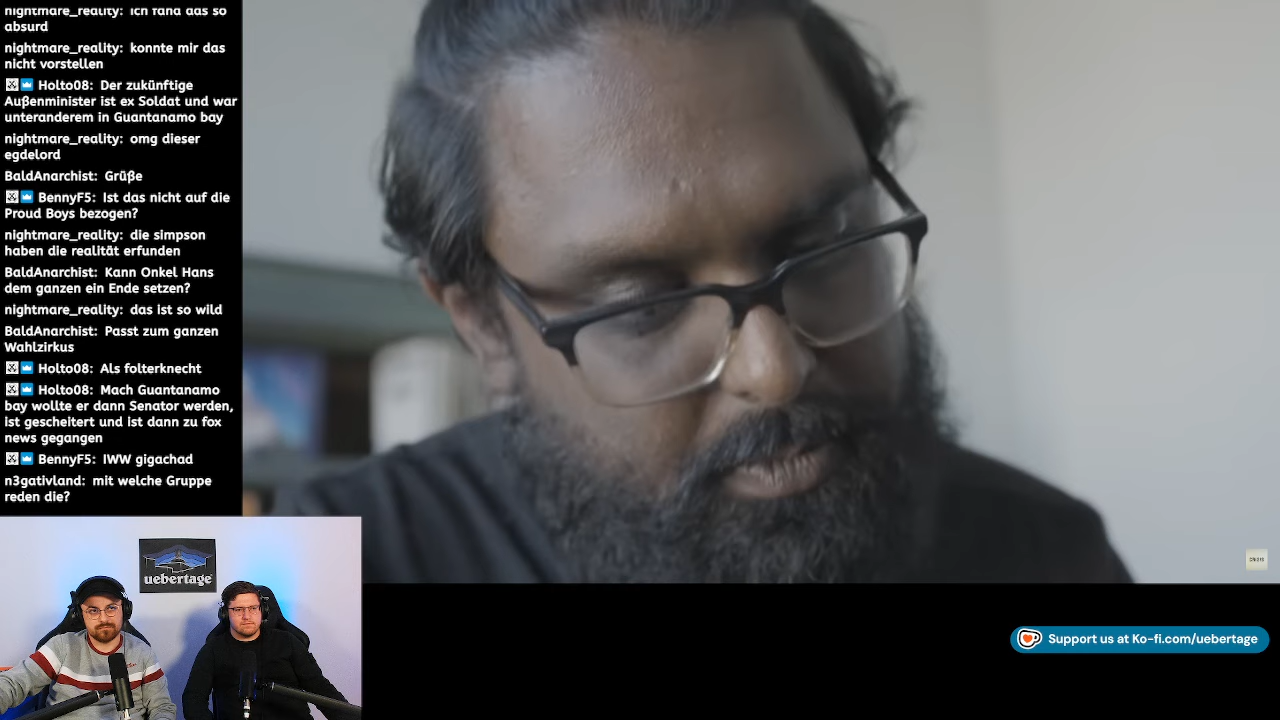 nightmare_reality: ich fand das so
absurd
nightmare_reality: konnte mir das
nicht vorstellen
Holto08: Der zukünftige
Außenminister ist ex Soldat und war
unteranderem in Guantanamo bay
nightmare_reality: omg dieser
egdelord
BaldAnarchist: Grüße
BennyF5: Ist das nicht auf die
Proud Boys bezogen?
nightmare_reality: die simpson
haben die realität erfunden
BaldAnarchist: Kann Onkel Hans
dem ganzen ein Ende setzen?
nightmare_reality: das ist so wild
BaldAnarchist: Passt zum ganzen
Wahlzirkus
Holto08: Als folterknecht
Holto08: Mach Guantanamo
bay wollte er dann Senator werden,
ist gescheitert und ist dann zu fox
news gegangen
BennyF5: IWW gigachad
n3gativland: mit welche Gruppe
reden die?
uebertage
Support us at Ko-fi.com/uebertage